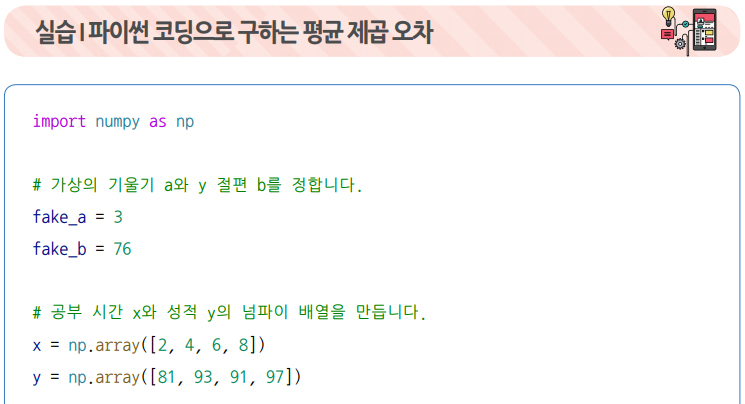 실습 I 파이썬 코딩으로 구하는 평균 제곱 오차
import numpy as np
# 가상의 기울기 a와 y 절편 b를 정합니다.
fake_a = 3
fake_b = 76
# 공부 시간 x와 성적 y의 넘파이 배열을 만듭니다.
x = np.array([2, 4, 6, 8])
y = np.array([81, 93, 91, 97])